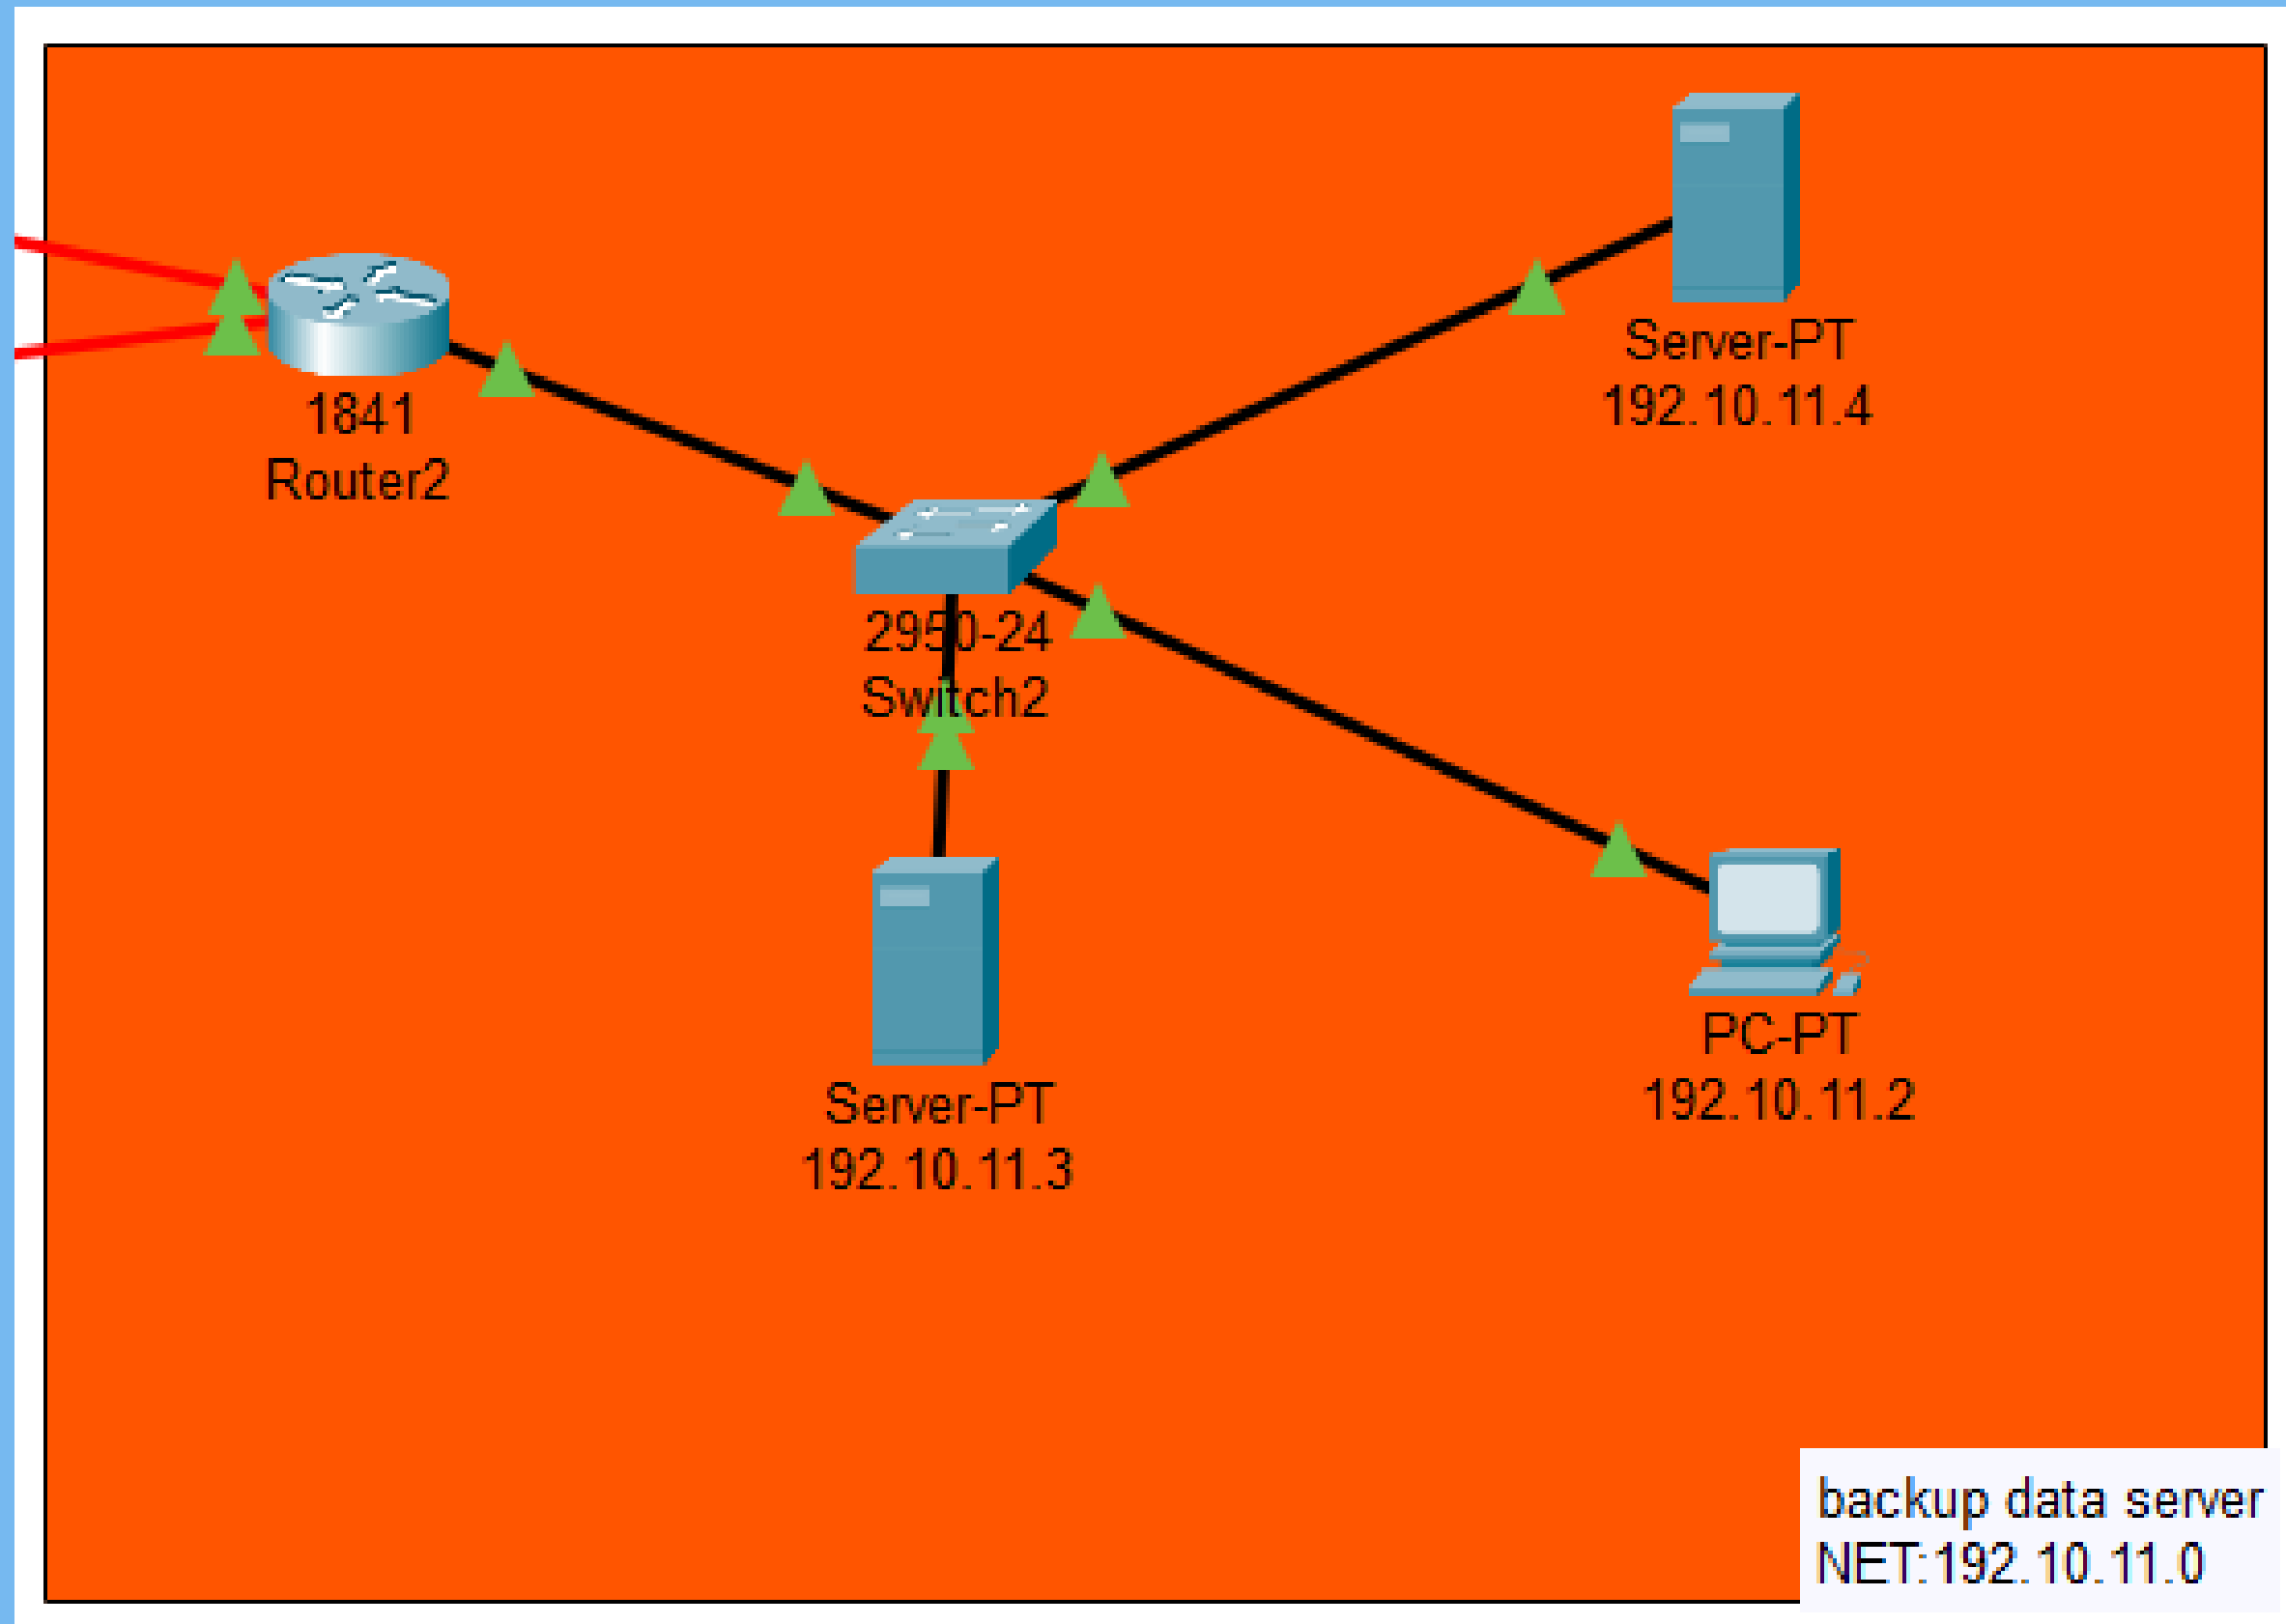 Server-PT
192.10.11.4
1841
Router2
2950-24
Switch2
Server-PT
192.10.11.3
PC-PT
192.10.11.2
backup data server
NET:192.10.11.0